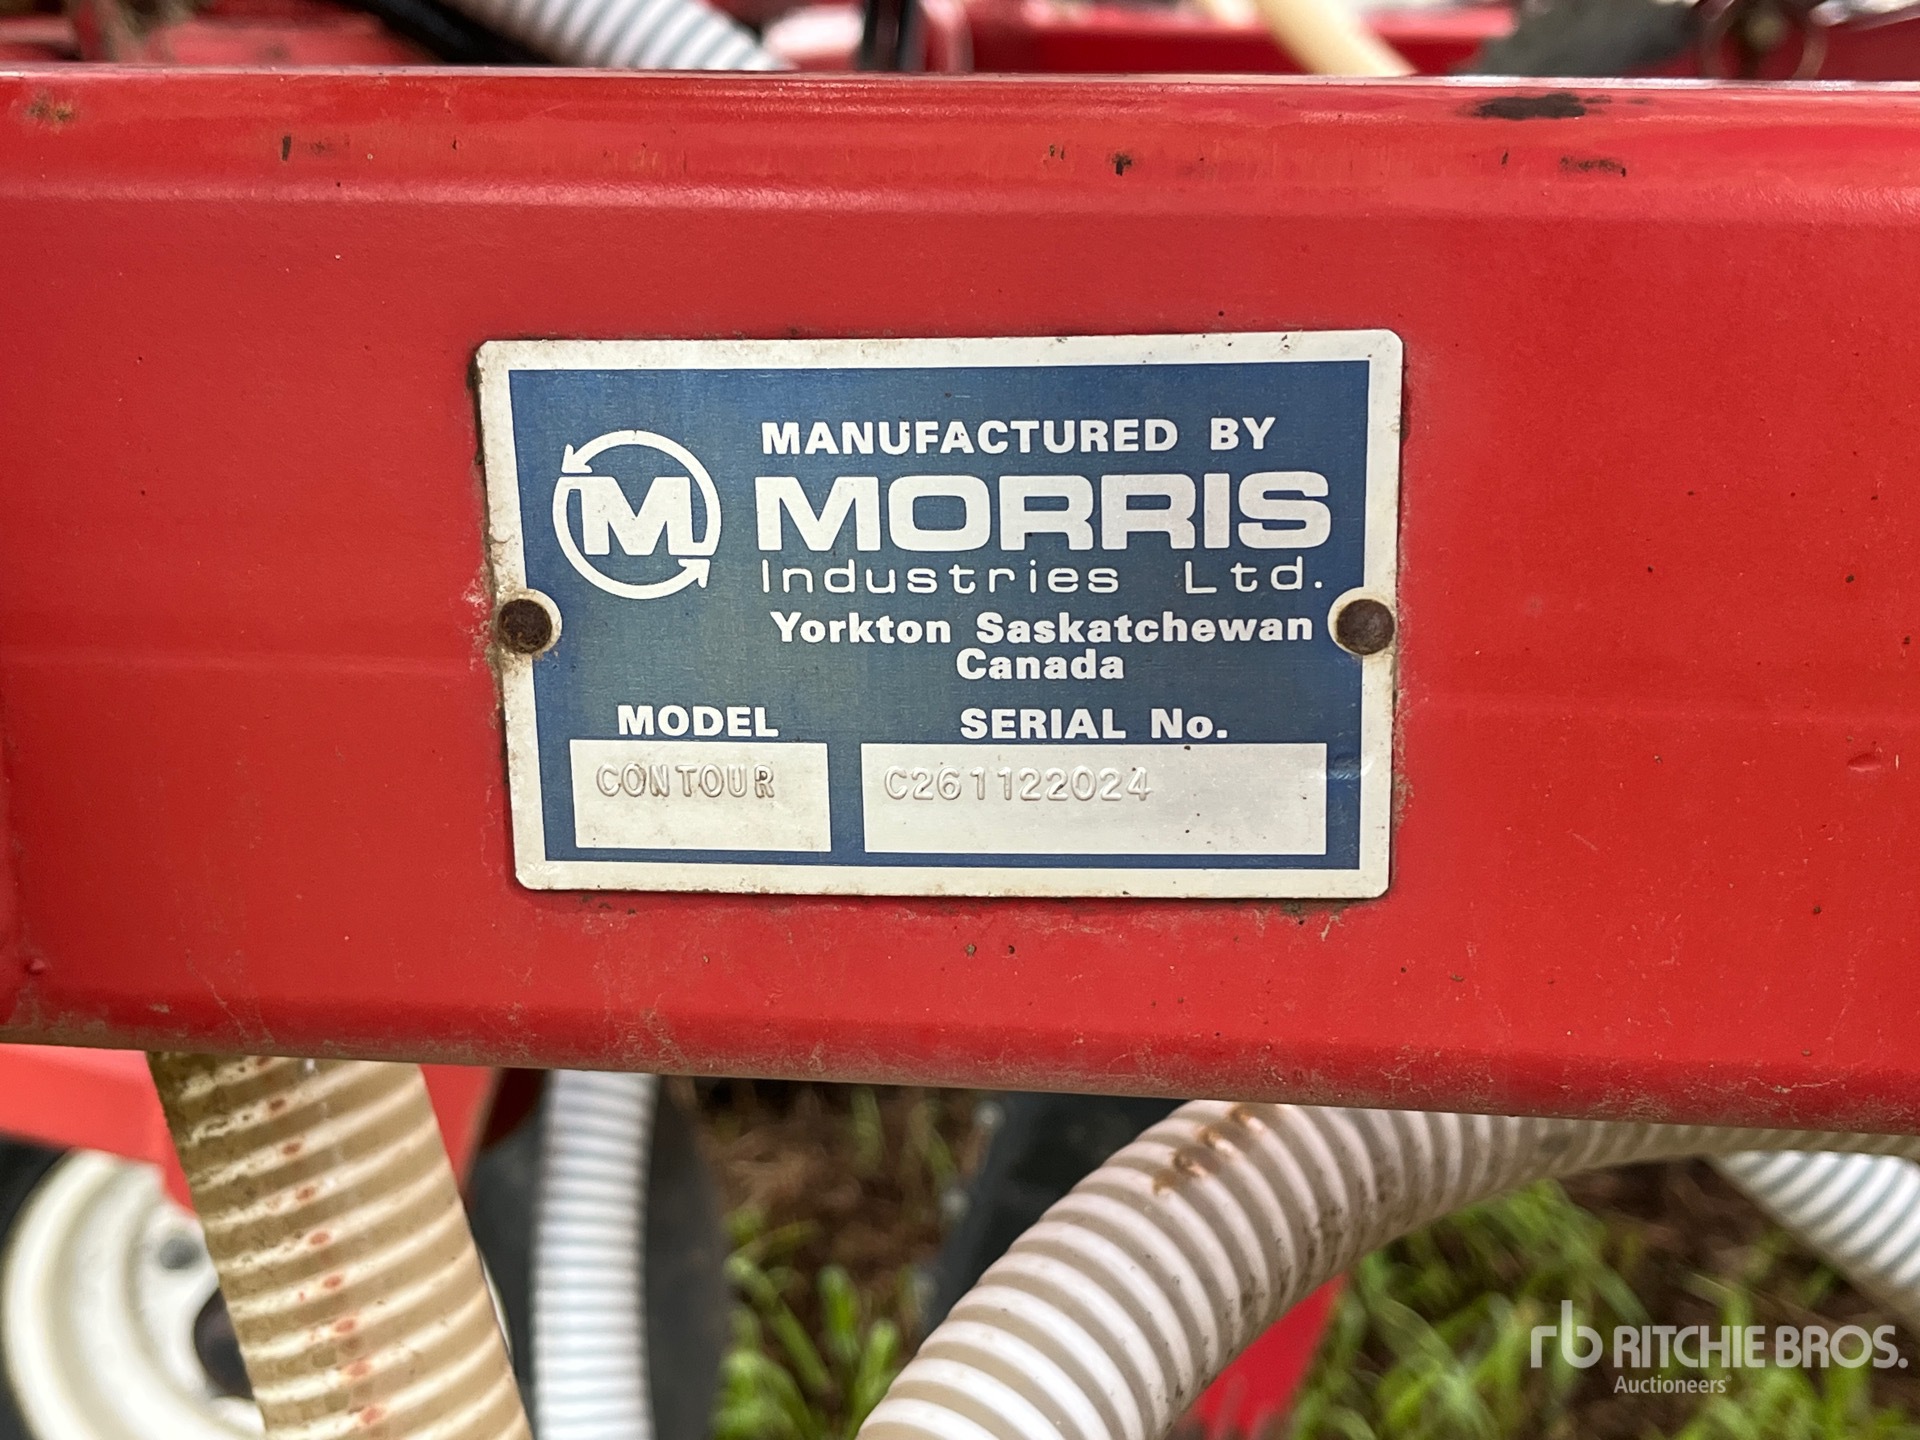 MANUFACTURED BY
M MORRIS
Industries Ltd.
Yorkton Saskatchewan
Canada
MODEL SERIAL No.
CONTOUR C261122024
rb RITCHIE BROS.
Auctioneers